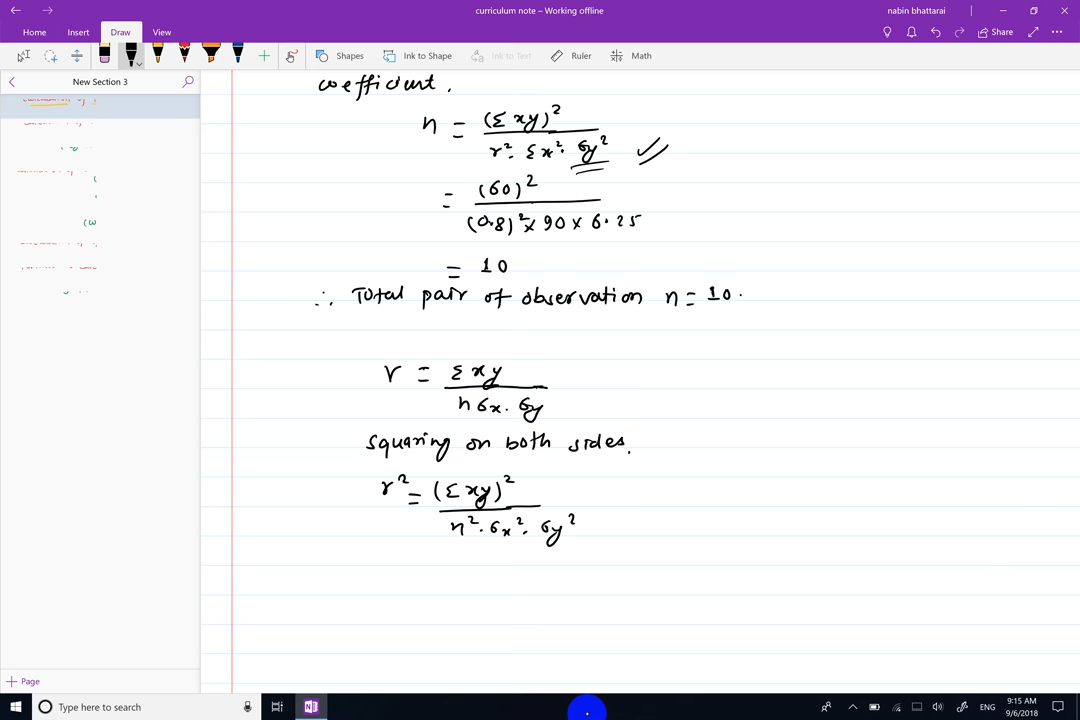 curriculum note – Working offline
nabin bhattarai
Home Insert Draw View
Share
Shapes Ink to Shape Ink to Text Ruler Math
New Section 3
coefficient.
n = (Σxy)² / r². Σx². σy²
= (60)² / (0.8)² × 90 × 6.25
= 10
∴ Total pair of observation n = 10.
r = Σxy / nσx. σy
squaring on both sides.
r² = (Σxy)² / n². σx². σy²
+ Page
Type here to search
ENG
9:15 AM
9/6/2018